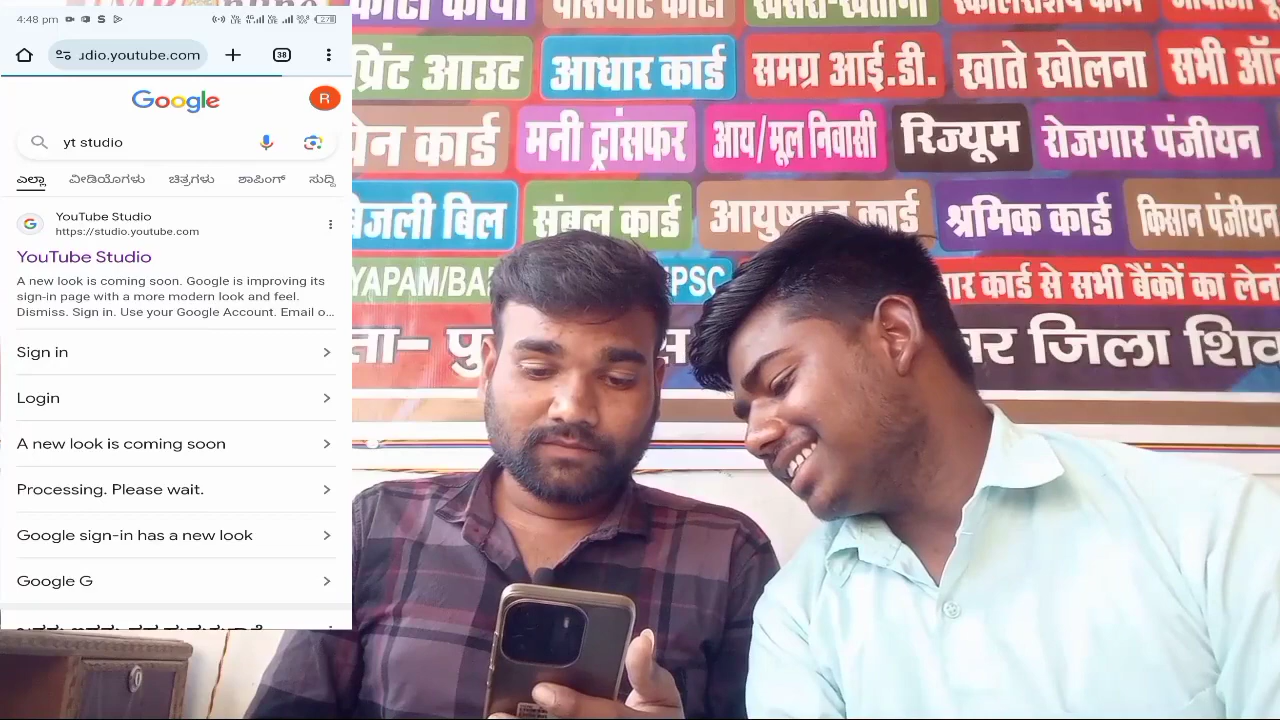 4:48 pm
38
udio.youtube.com
Google
R
yt studio
ಎಲ್ಲಾ ವೀಡಿಯೊಗಳು ಚಿತ್ರಗಳು ಶಾಪಿಂಗ್ ಸುದ್ದಿ
YouTube Studio
https://studio.youtube.com
YouTube Studio
A new look is coming soon. Google is improving its
sign-in page with a more modern look and feel.
Dismiss. Sign in. Use your Google Account. Email o...
Sign in
Login
A new look is coming soon
Processing. Please wait.
Google sign-in has a new look
Google G
फोटो कॉपी पासपोर्ट फोटो खसरा-खतौनी
प्रिंट आउट आधार कार्ड समग्र आई.डी. खाते खोलना सभी ऑ
पेन कार्ड मनी ट्रांसफर आय/मूल निवासी रिज्यूम रोजगार पंजीयन
बिजली बिल संबल कार्ड आयुष्मान कार्ड श्रमिक कार्ड किसान पंजीयन
YAPAM/BA PSC कार्ड से सभी बैंकों का लेन
ता– पु जिला शिव